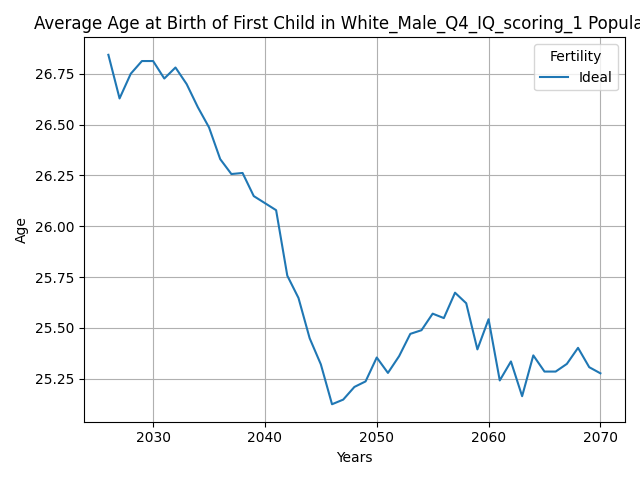 Average Age at Birth of First Child in White_Male_Q4_IQ_scoring_1 Popula
Fertility
Ideal
26.75
26.50
26.25
26.00
25.75
25.50
25.25
Age
2030 2040 2050 2060 2070
Years